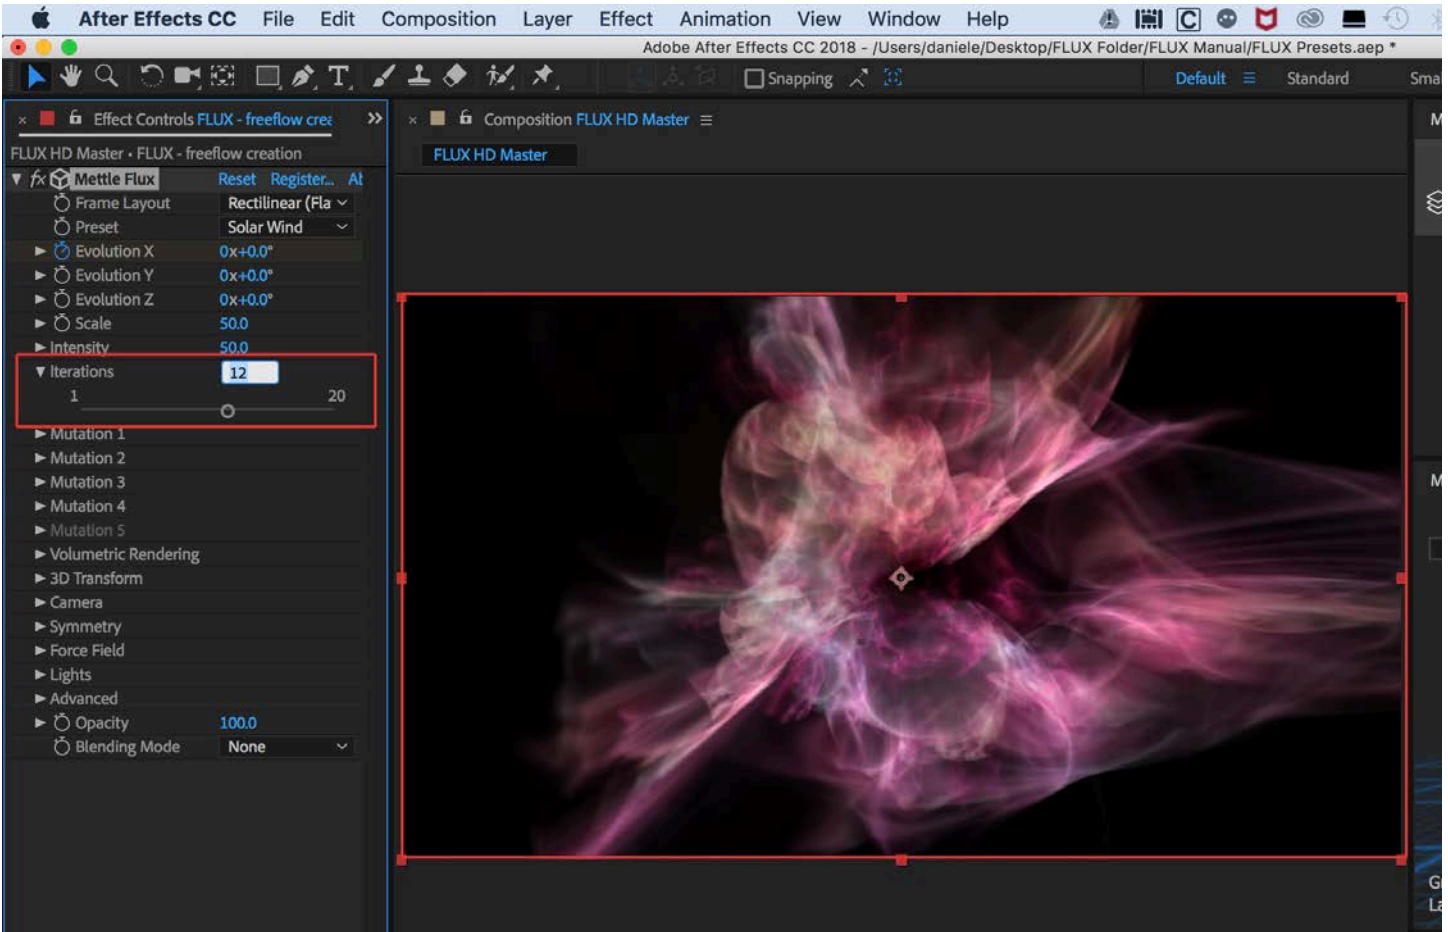 After Effects CC File Edit Composition Layer Effect Animation View Window Help
Adobe After Effects CC 2018 - /Users/daniele/Desktop/FLUX Folder/FLUX Manual/FLUX Presets.aep *
Snapping Default Standard Smal
Effect Controls FLUX - freeflow crea
Composition FLUX HD Master
FLUX HD Master • FLUX - freeflow creation
FLUX HD Master
fx Mettle Flux Reset Register...
Frame Layout Rectilinear (Fla
Preset Solar Wind
Evolution X 0x+0.0°
Evolution Y 0x+0.0°
Evolution Z 0x+0.0°
Scale 50.0
Intensity 50.0
Iterations 12
1 20
Mutation 1
Mutation 2
Mutation 3
Mutation 4
Mutation 5
Volumetric Rendering
3D Transform
Camera
Symmetry
Force Field
Lights
Advanced
Opacity 100.0
Blending Mode None